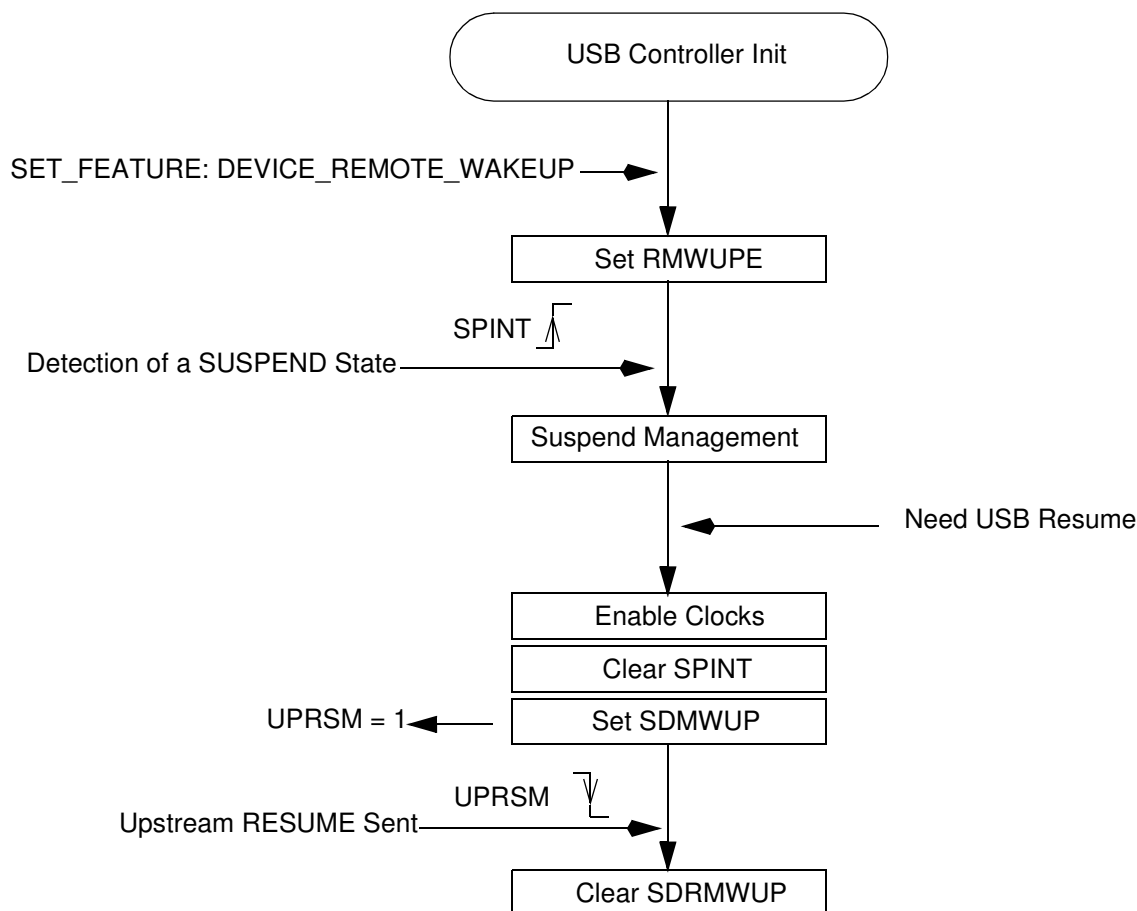 USB Controller Init
SET_FEATURE: DEVICE_REMOTE_WAKEUP
Set RMWUPE
SPINT
Detection of a SUSPEND State
Suspend Management
Need USB Resume
Enable Clocks
Clear SPINT
UPRSM = 1
Set SDMWUP
UPRSM
Upstream RESUME Sent
Clear SDRMWUP